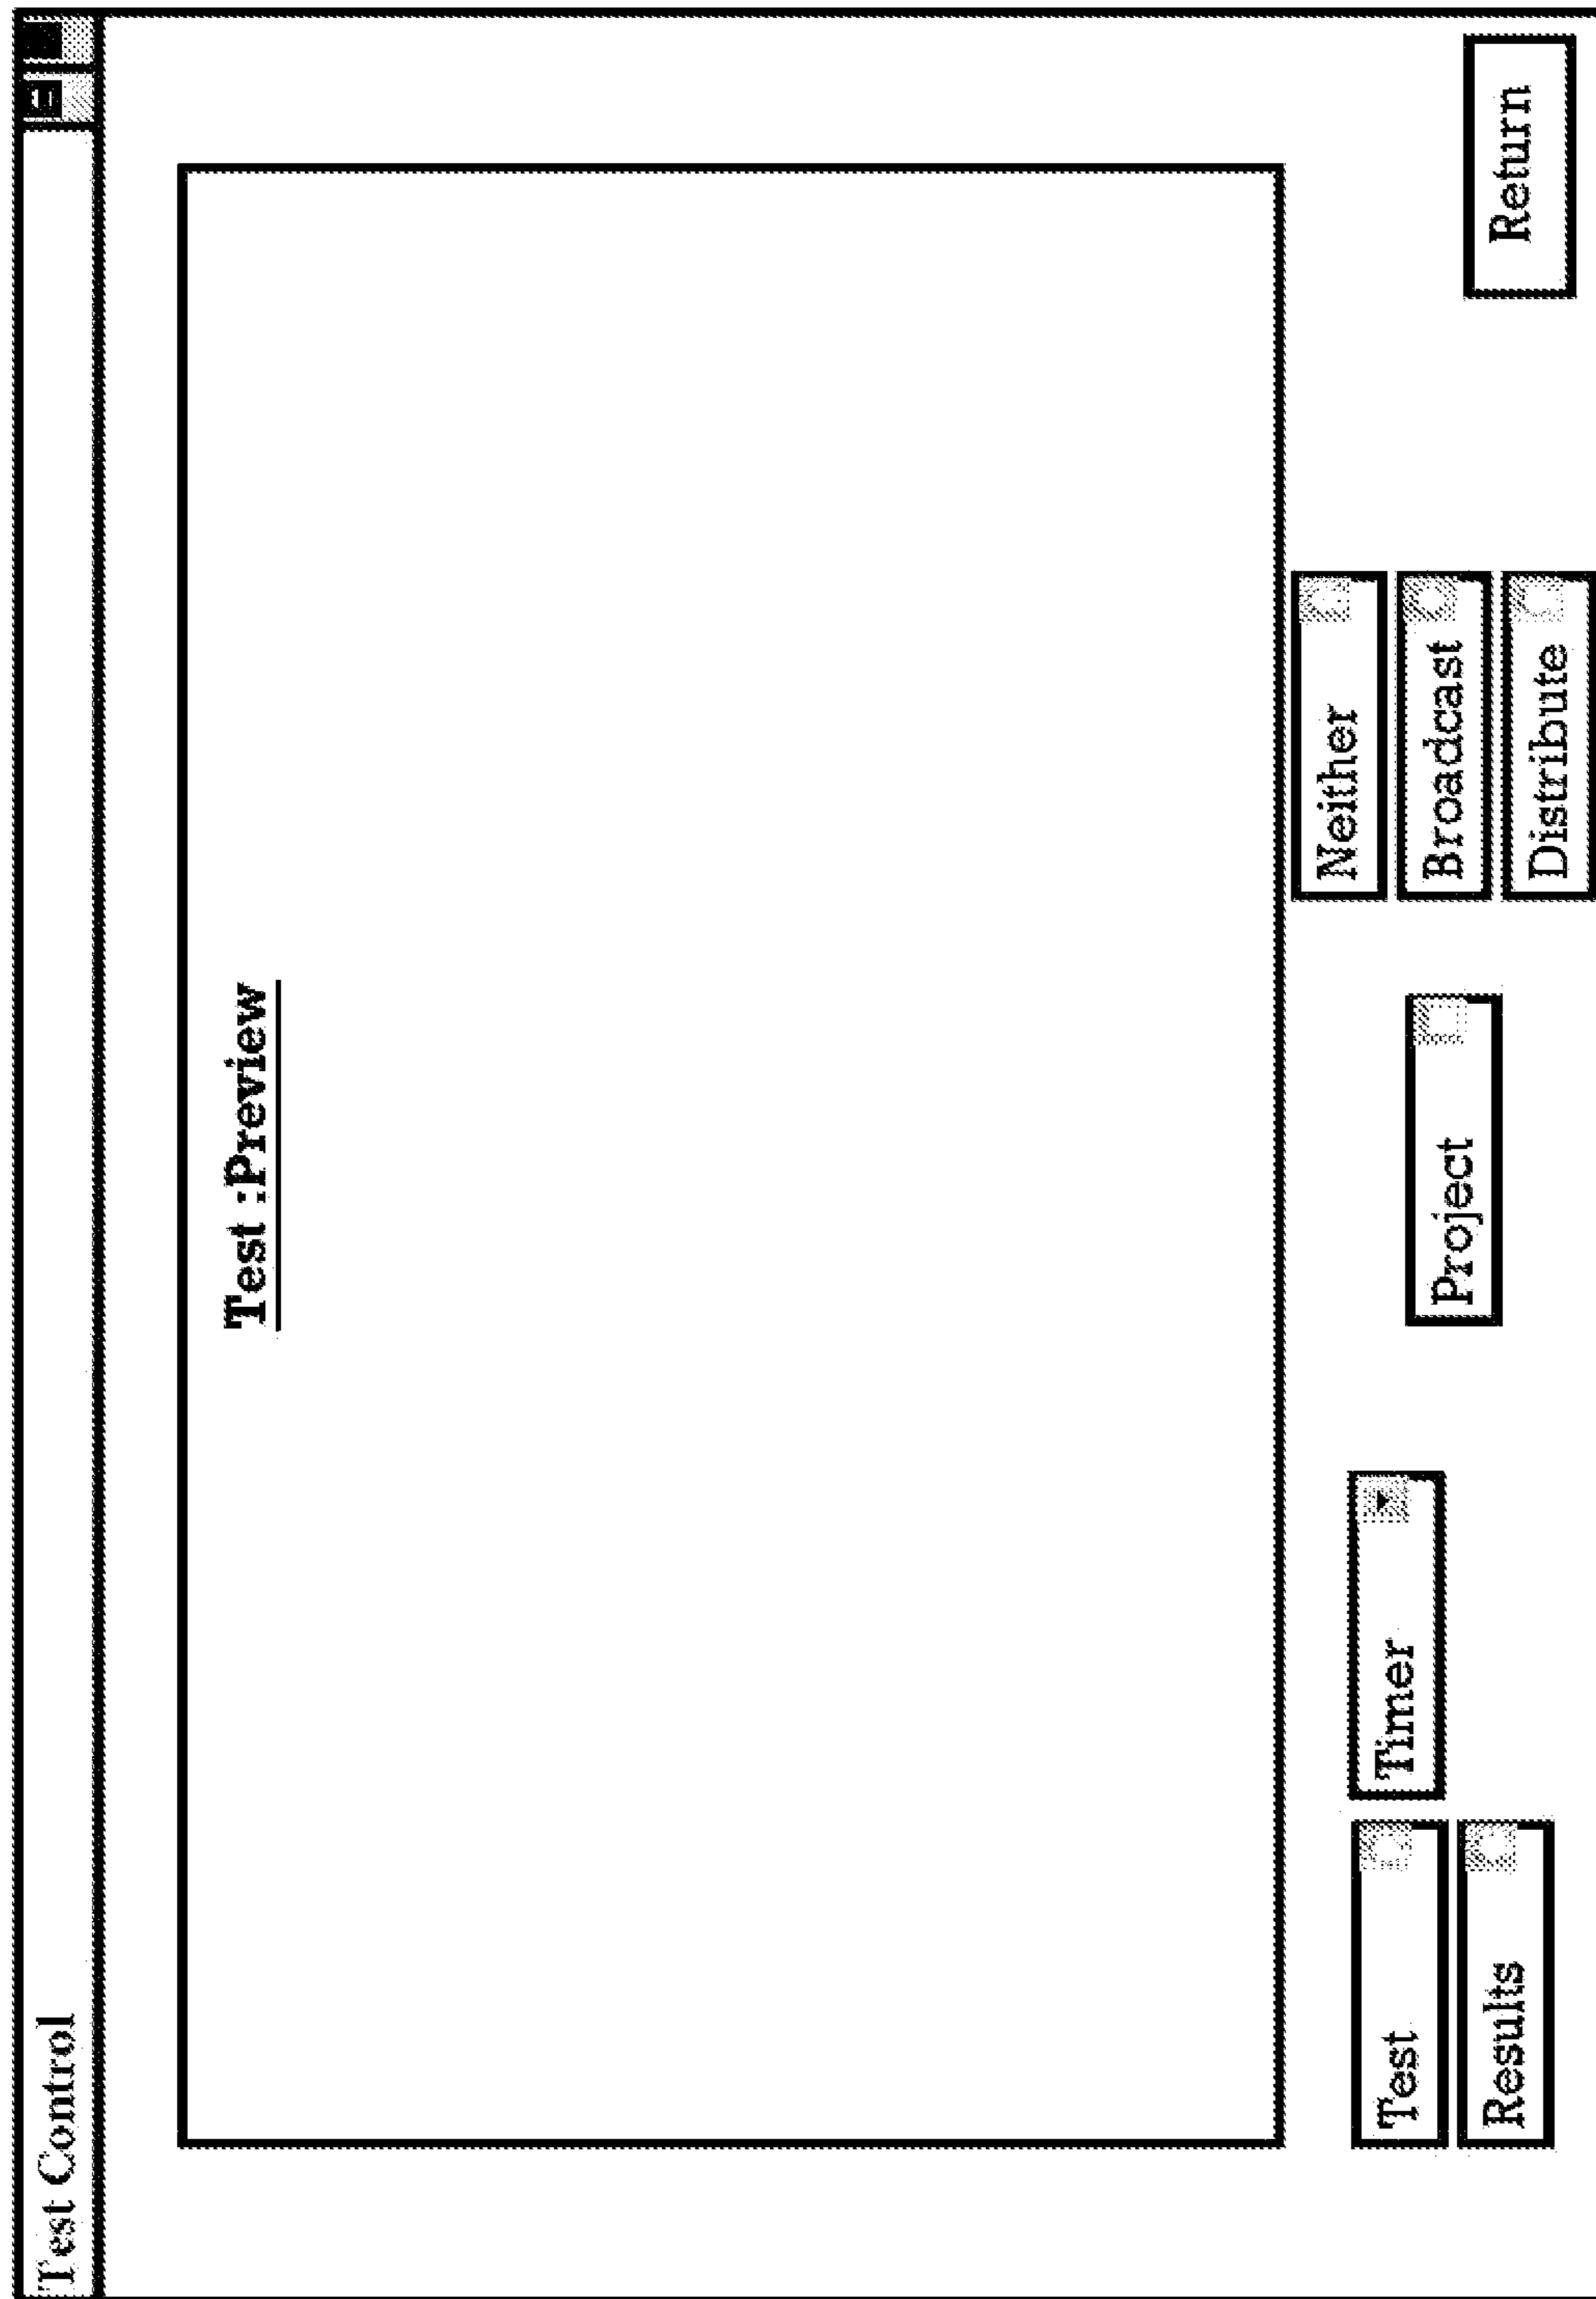 Test Control
Test :Preview
Test
Results
Timer
Project
Neither
Broadcast
Distribute
Return